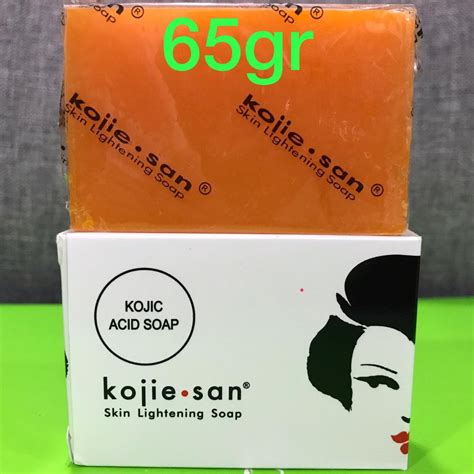 65gr
kojie•san®
Skin Lightening Soap
kojie•san®
Skin Lightening Soap
KOJIC
ACID SOAP
kojie•san®
Skin Lightening Soap